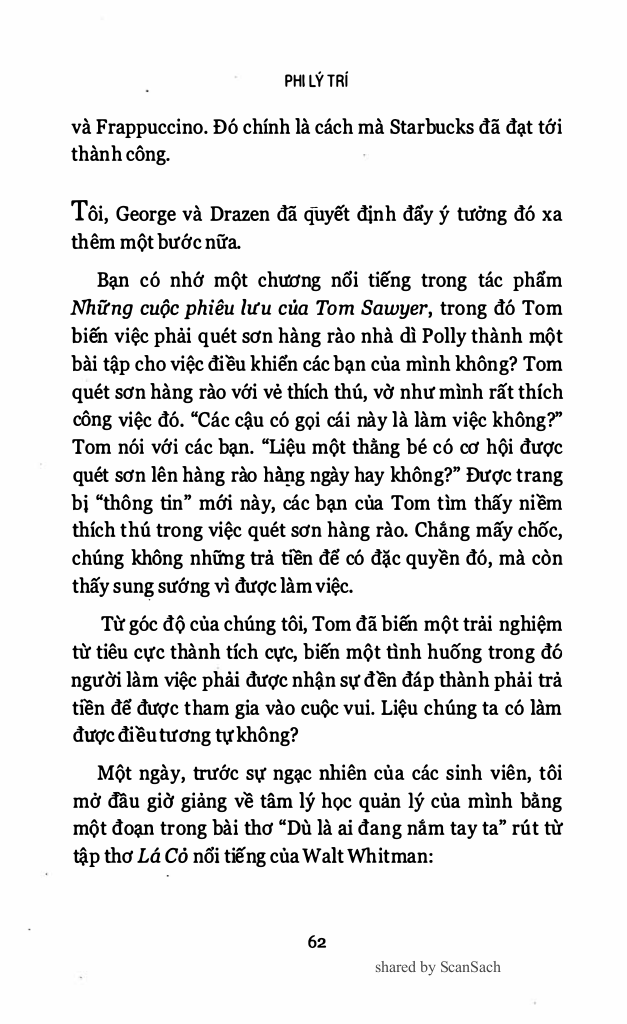 PHI LÝ TRÍ
và Frappuccino. Đó chính là cách mà Starbucks đã đạt tới
thành công.
Tôi, George và Drazen đã quyết định đẩy ý tưởng đó xa
thêm một bước nữa.
Bạn có nhớ một chương nổi tiếng trong tác phẩm
Những cuộc phiêu lưu của Tom Sawyer, trong đó Tom
biến việc phải quét sơn hàng rào nhà dì Polly thành một
bài tập cho việc điều khiển các bạn của mình không? Tom
quét sơn hàng rào với vẻ thích thú, vờ như mình rất thích
công việc đó. “Các cậu có gọi cái này là làm việc không?”
Tom nói với các bạn. “Liệu một thằng bé có cơ hội được
quét sơn lên hàng rào hàng ngày hay không?” Được trang
bị “thông tin” mới này, các bạn của Tom tìm thấy niềm
thích thú trong việc quét sơn hàng rào. Chẳng mấy chốc,
chúng không những trả tiền để có đặc quyền đó, mà còn
thấy sung sướng vì được làm việc.
Từ góc độ của chúng tôi, Tom đã biến một trải nghiệm
từ tiêu cực thành tích cực, biến một tình huống trong đó
người làm việc phải được nhận sự đền đáp thành phải trả
tiền để được tham gia vào cuộc vui. Liệu chúng ta có làm
được điều tương tự không?
Một ngày, trước sự ngạc nhiên của các sinh viên, tôi
mở đầu giờ giảng về tâm lý học quản lý của mình bằng
một đoạn trong bài thơ “Dù là ai đang nắm tay ta” rút từ
tập thơ Lá Cỏ nổi tiếng của Walt Whitman:
62
shared by ScanSach